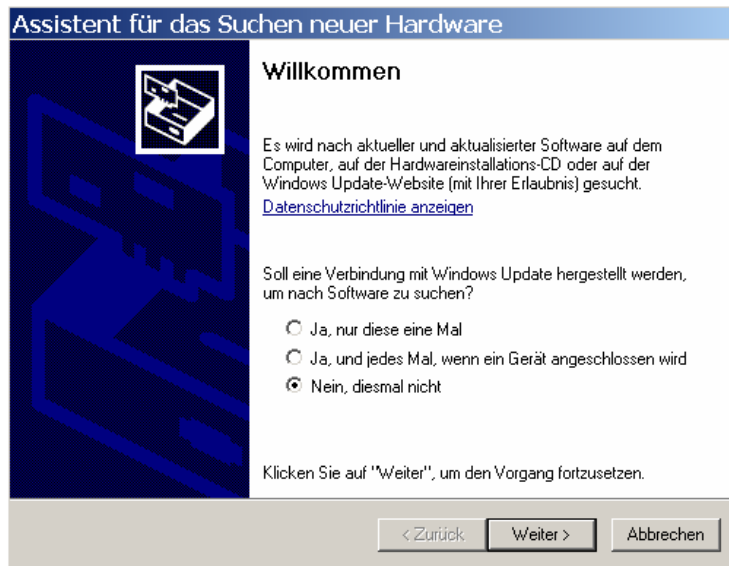 Assistent für das Suchen neuer Hardware
Willkommen
Es wird nach aktueller und aktualisierter Software auf dem
Computer, auf der Hardwareinstallations-CD oder auf der
Windows Update-Website (mit Ihrer Erlaubnis) gesucht.
Datenschutzrichtlinie anzeigen
Soll eine Verbindung mit Windows Update hergestellt werden,
um nach Software zu suchen?
Ja, nur diese eine Mal
Ja, und jedes Mal, wenn ein Gerät angeschlossen wird
Nein, diesmal nicht
Klicken Sie auf "Weiter", um den Vorgang fortzusetzen.
< Zurück Weiter > Abbrechen